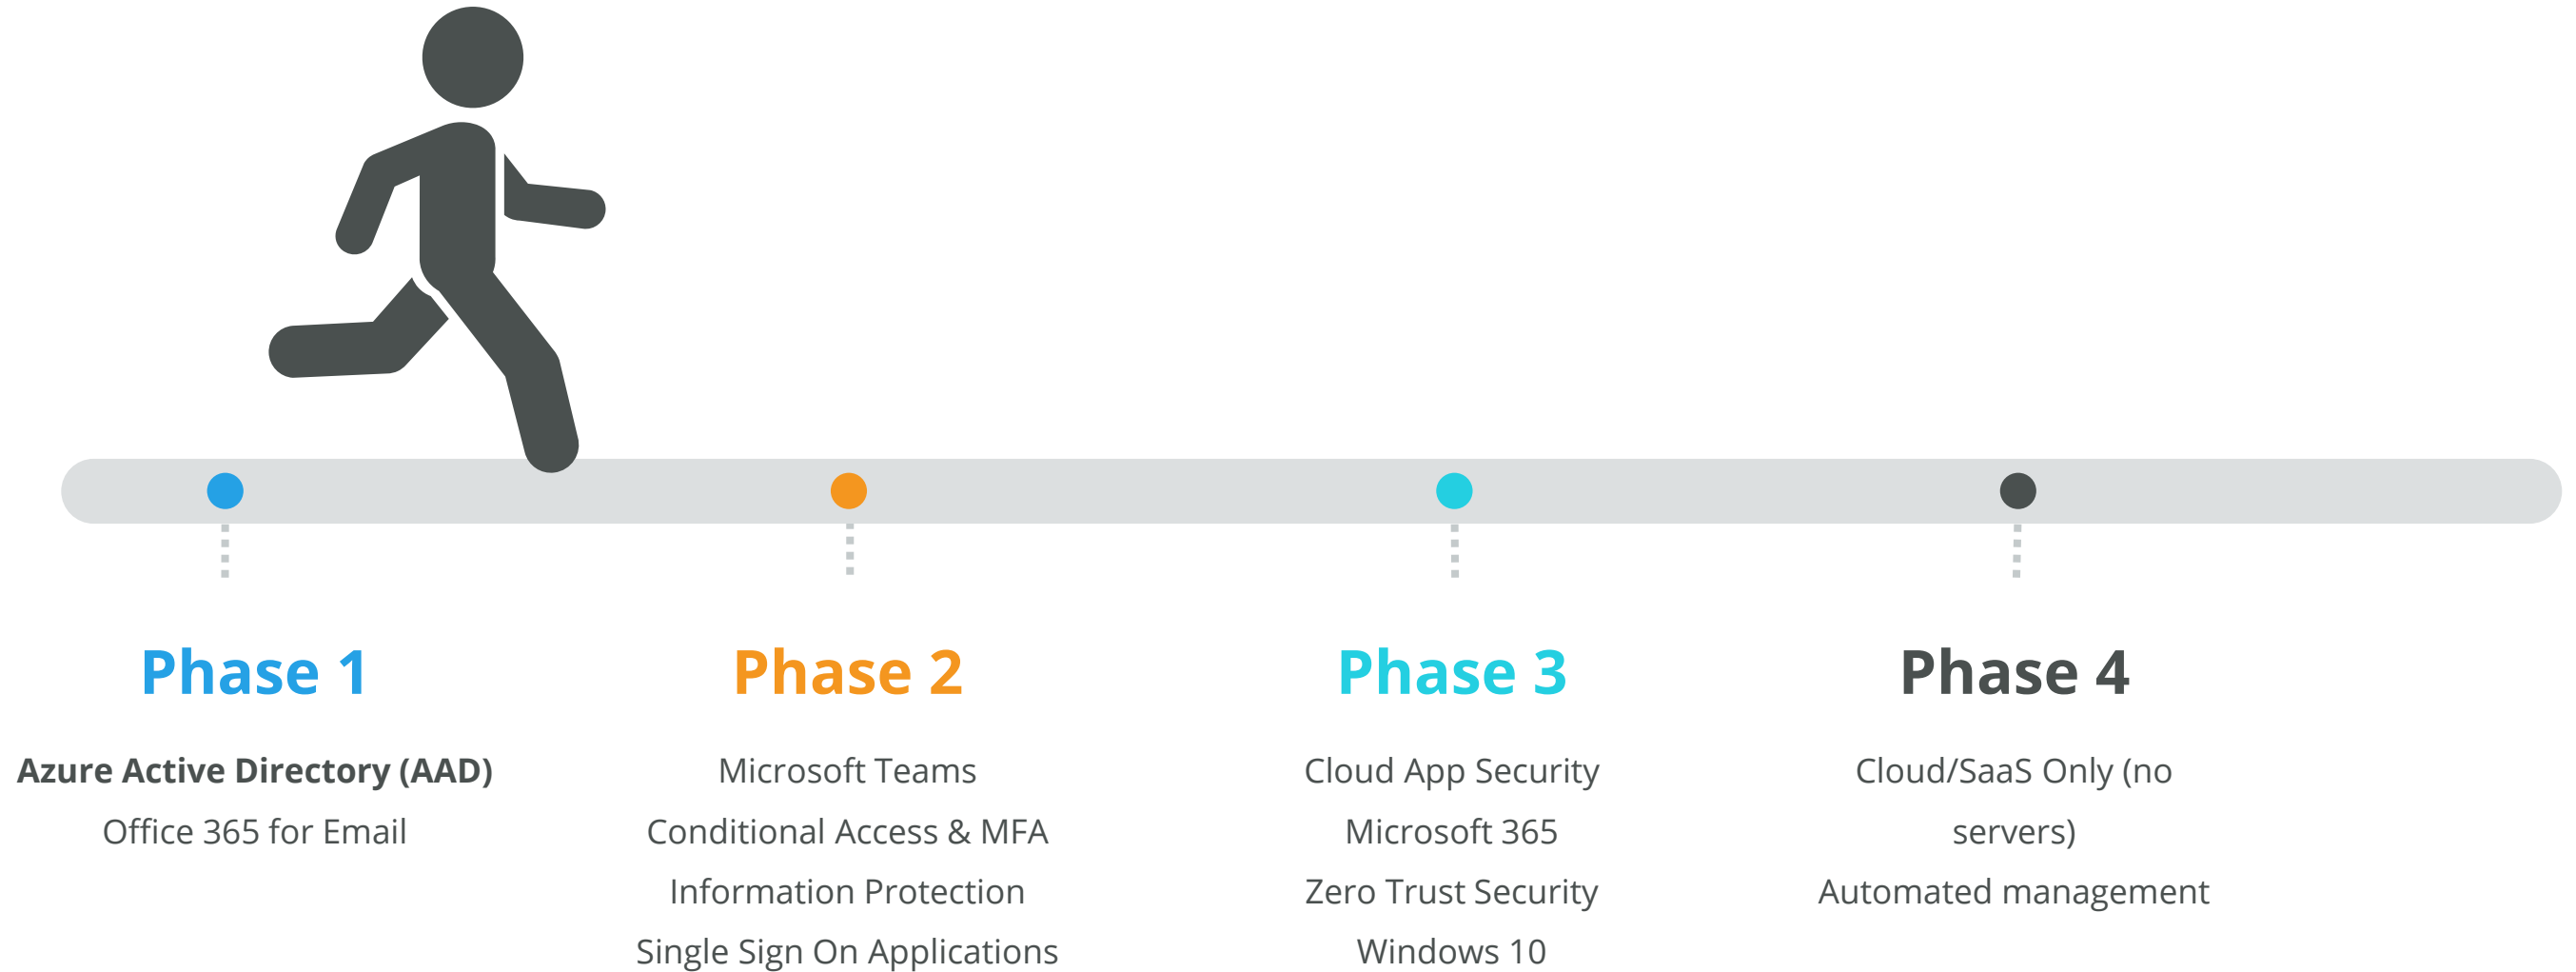 Phase 1
Azure Active Directory (AAD)
Office 365 for Email
Phase 2
Microsoft Teams
Conditional Access & MFA
Information Protection
Single Sign On Applications
Phase 3
Cloud App Security
Microsoft 365
Zero Trust Security
Windows 10
Phase 4
Cloud/SaaS Only (no
servers)
Automated management